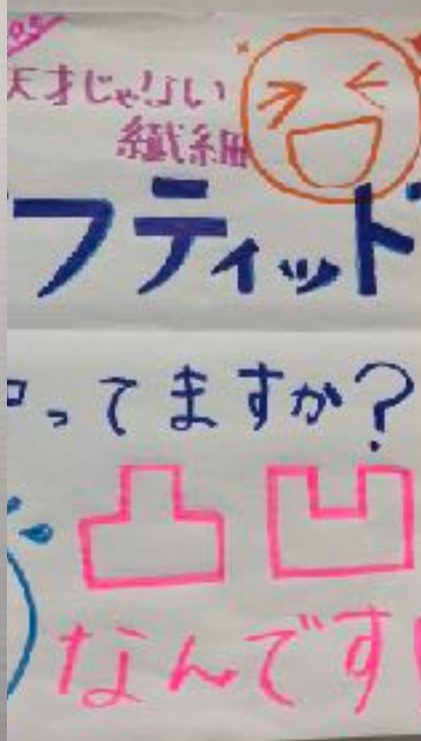 天才じゃない
繊細
フティット
ってますか？
凸凹
なんです